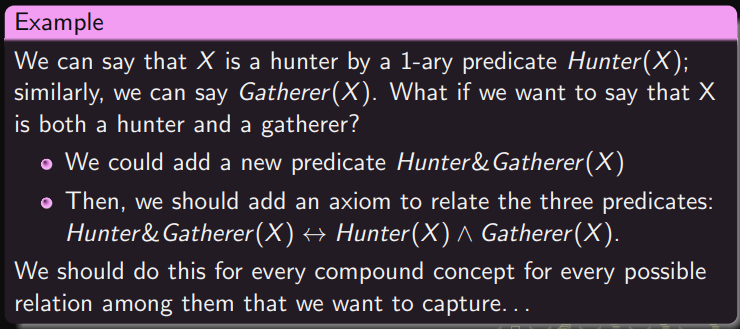 Example
We can say that X is a hunter by a 1-ary predicate Hunter(X);
similarly, we can say Gatherer(X). What if we want to say that X
is both a hunter and a gatherer?
We could add a new predicate Hunter&Gatherer(X)
Then, we should add an axiom to relate the three predicates:
Hunter&Gatherer(X) ↔ Hunter(X) ∧ Gatherer(X).
We should do this for every compound concept for every possible
relation among them that we want to capture...